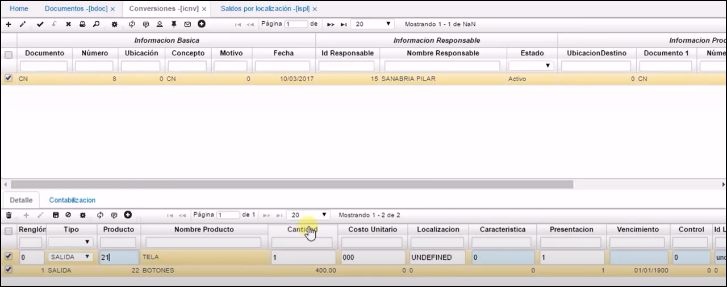 Home Documentos -[bdoc] x Conversiones -[icnv] x Saldos por localización -[ispl] x
Página 1 de 20 Mostrando 1 - 1 de NaN
Informacion Basica Informacion Responsable Informacion Proc
Documento Número Ubicación Concepto Motivo Fecha Id Responsable Nombre Responsable Estado UbicacionDestino Documento 1 Núme
CN 8 0 CN 0 10/03/2017 15 SANABRIA PILAR Activo 0 CN
Detalle Contabilizacion
Página 1 de 1 20 Mostrando 1 - 2 de 2
Renglón Tipo Producto Nombre Producto Cantidad Costo Unitario Localizacion Caracteristica Presentacion Vencimiento Control Id L
0 SALIDA 21 TELA 1 000 UNDEFINED 0 1 0 und
1 SALIDA 22 BOTONES 400.00 0 0 0 1 01/01/1900 0